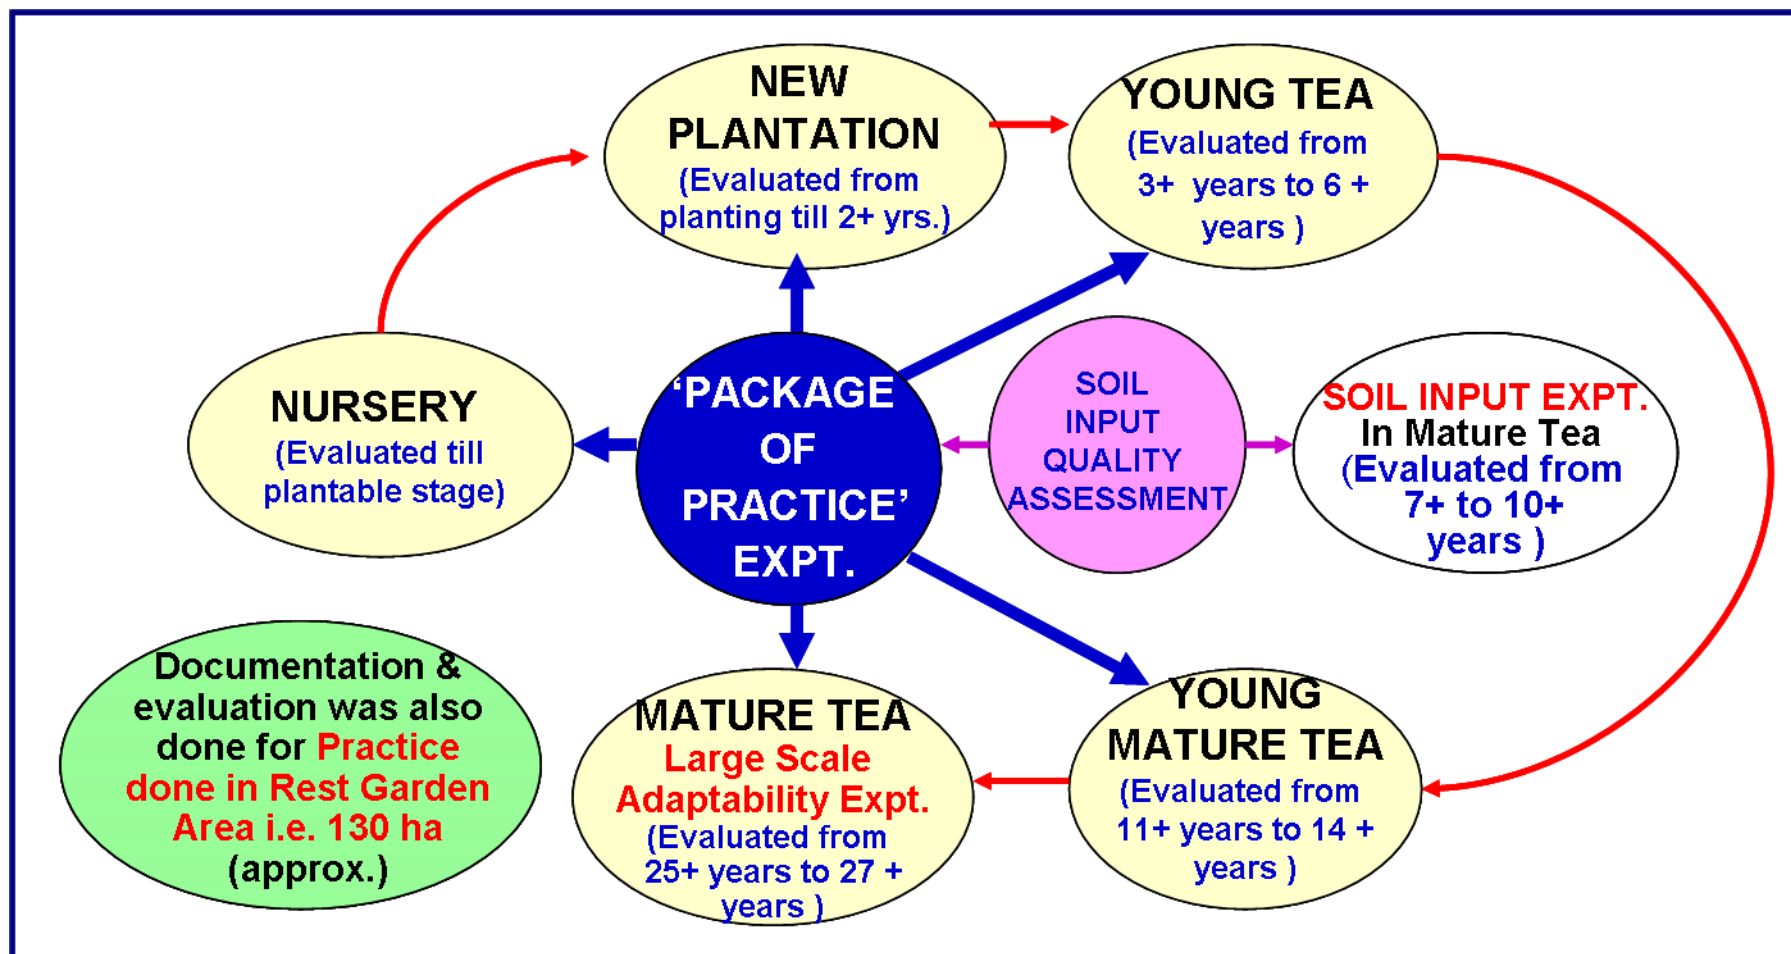 NEW
PLANTATION
(Evaluated from
planting till 2+ yrs.)
YOUNG TEA
(Evaluated from
3+ years to 6 +
years )
NURSERY
(Evaluated till
plantable stage)
‘PACKAGE
OF
PRACTICE’
EXPT.
SOIL
INPUT
QUALITY
ASSESSMENT
SOIL INPUT EXPT.
In Mature Tea
(Evaluated from
7+ to 10+
years )
Documentation &
evaluation was also
done for Practice
done in Rest Garden
Area i.e. 130 ha
(approx.)
MATURE TEA
Large Scale
Adaptability Expt.
(Evaluated from
25+ years to 27 +
years )
YOUNG
MATURE TEA
(Evaluated from
11+ years to 14 +
years )